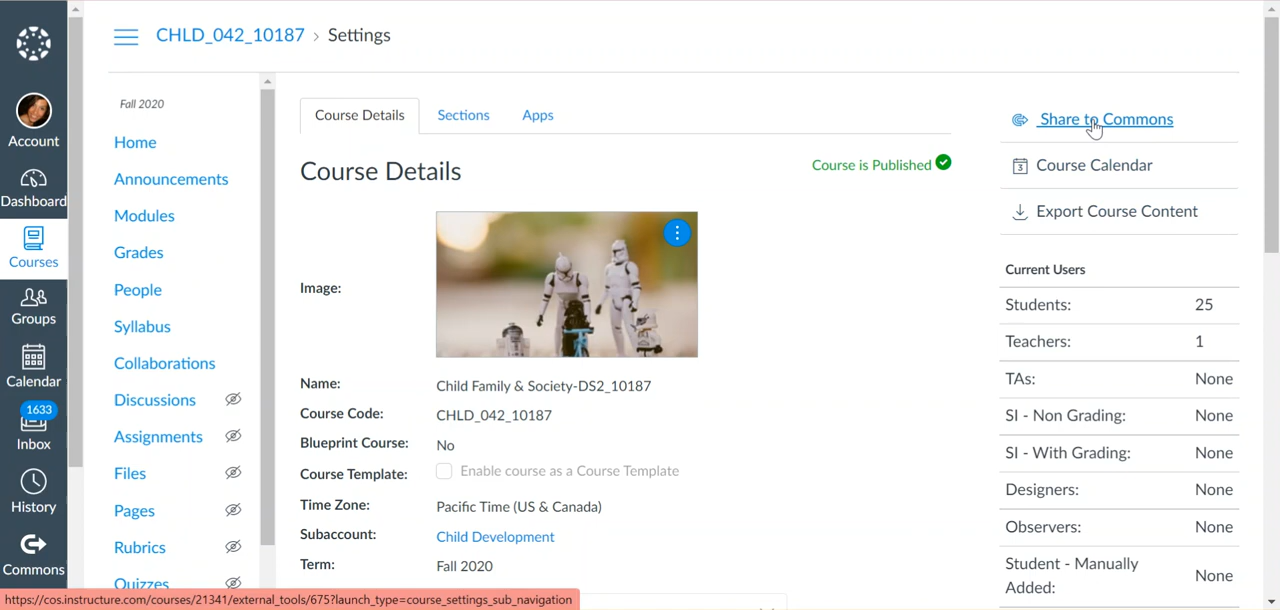 CHLD_042_10187 > Settings
Account
Dashboard
Courses
Groups
Calendar
1633
Inbox
History
Commons
Fall 2020
Home
Announcements
Modules
Grades
People
Syllabus
Collaborations
Discussions
Assignments
Files
Pages
Rubrics
Quizzes
Course Details
Sections
Apps
Course Details
Course is Published
Image:
Name: Child Family & Society-DS2_10187
Course Code: CHLD_042_10187
Blueprint Course: No
Course Template: Enable course as a Course Template
Time Zone: Pacific Time (US & Canada)
Subaccount: Child Development
Term: Fall 2020
Share to Commons
3 Course Calendar
Export Course Content
Current Users
Students: 25
Teachers: 1
TAs: None
SI - Non Grading: None
SI - With Grading: None
Designers: None
Observers: None
Student - Manually
Added: None
https://cos.instructure.com/courses/21341/external_tools/675?launch_type=course_settings_sub_navigation